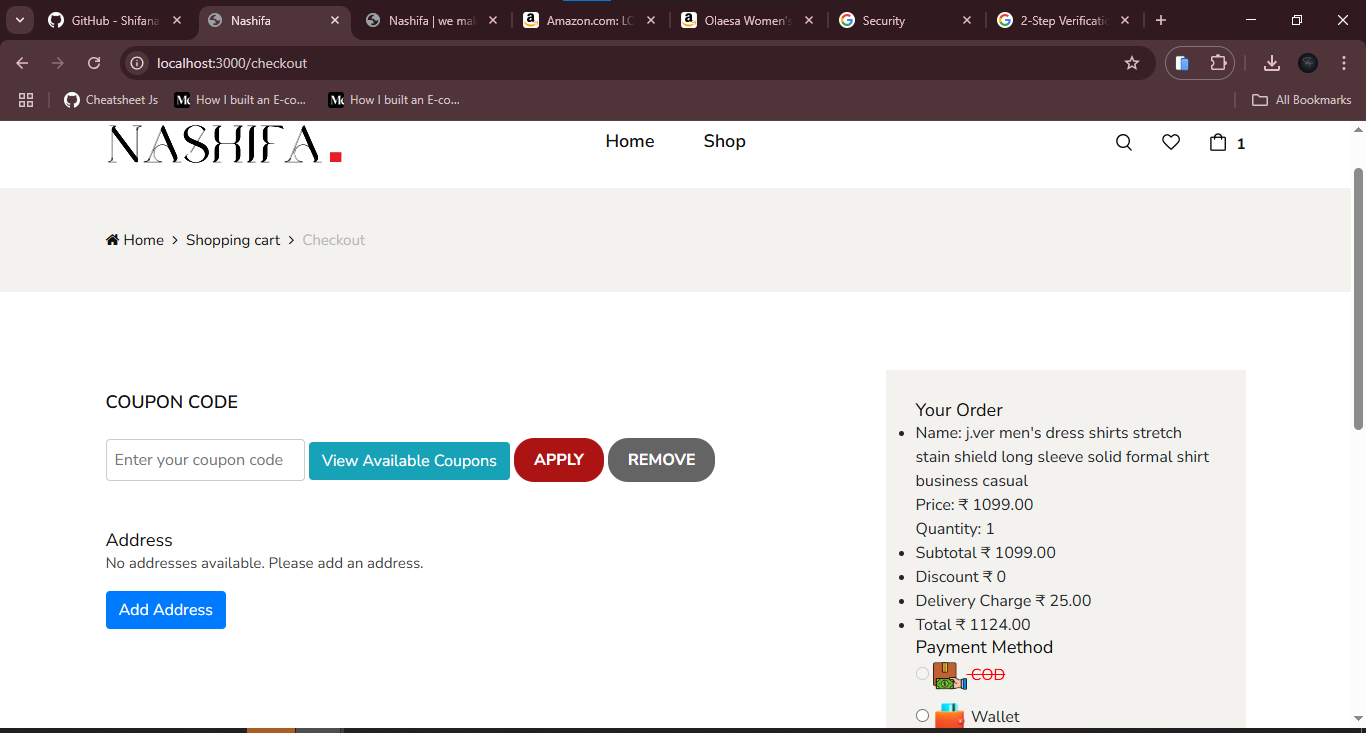 GitHub - Shifana
Nashifa
Nashifa | we mal
Amazon.com: LC
Olaesa Women's
Security
2-Step Verificatio
localhost:3000/checkout
Cheatsheet Js
How I built an E-co...
How I built an E-co...
All Bookmarks
NASHIFA.
Home
Shop
1
Home > Shopping cart > Checkout
COUPON CODE
Enter your coupon code
View Available Coupons
APPLY
REMOVE
Address
No addresses available. Please add an address.
Add Address
Your Order
• Name: j.ver men's dress shirts stretch
stain shield long sleeve solid formal shirt
business casual
Price: ₹ 1099.00
Quantity: 1
• Subtotal ₹ 1099.00
• Discount ₹ 0
• Delivery Charge ₹ 25.00
• Total ₹ 1124.00
Payment Method
COD
Wallet